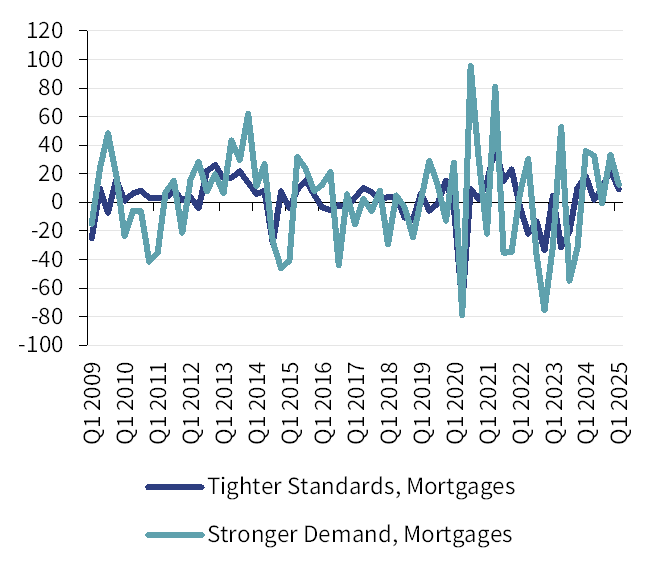 120
100
80
60
40
20
0
-20
-40
-60
-80
-100
Q1 2009
Q1 2010
Q1 2011
Q1 2012
Q1 2013
Q1 2014
Q1 2015
Q1 2016
Q1 2017
Q1 2018
Q1 2019
Q1 2020
Q1 2021
Q1 2022
Q1 2023
Q1 2024
Q1 2025
Tighter Standards, Mortgages
Stronger Demand, Mortgages